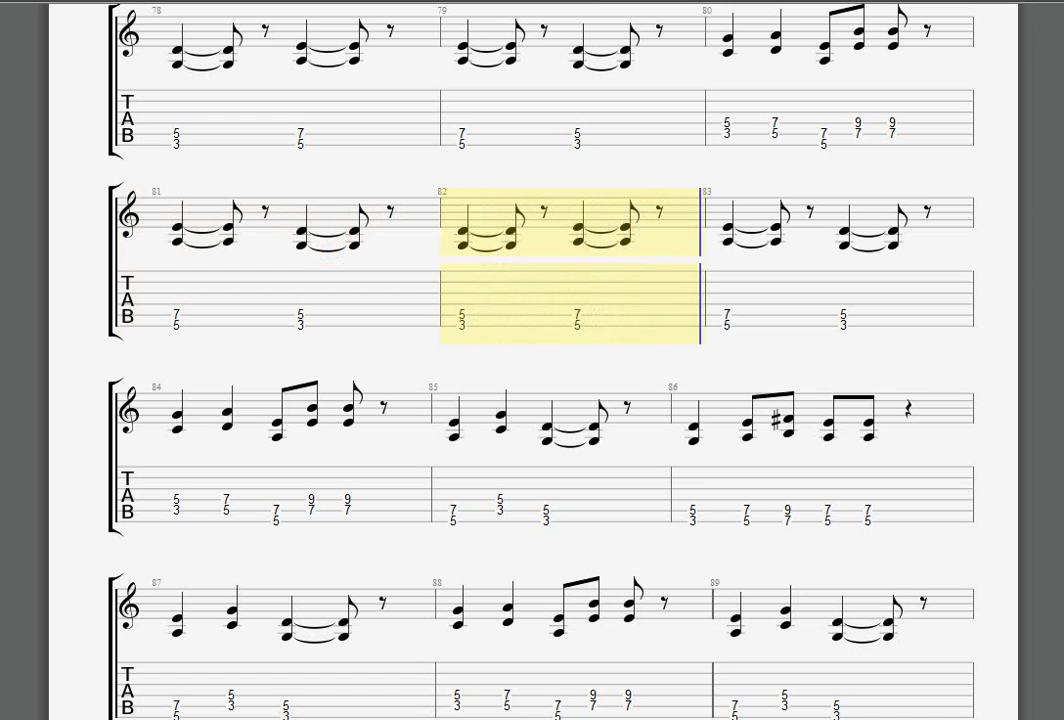 78 79 80
T 5 7 9 9
A 5 7 7 5 3 5 7 7 7
B 3 5 5 3 5
81 82 83
T
A 7 5 5 7 7 5
B 5 3 3 5 5 3
84 85 86
T 5 7 9 9 5
A 3 5 7 7 7 7 3 5 5 7 9 7 7
B 5 5 3 3 5 7 5 5
87 88 89
T 5 5 7 9 9 5
A 7 3 5 3 5 7 7 7 7 3 5
B 5 3 5 5 3